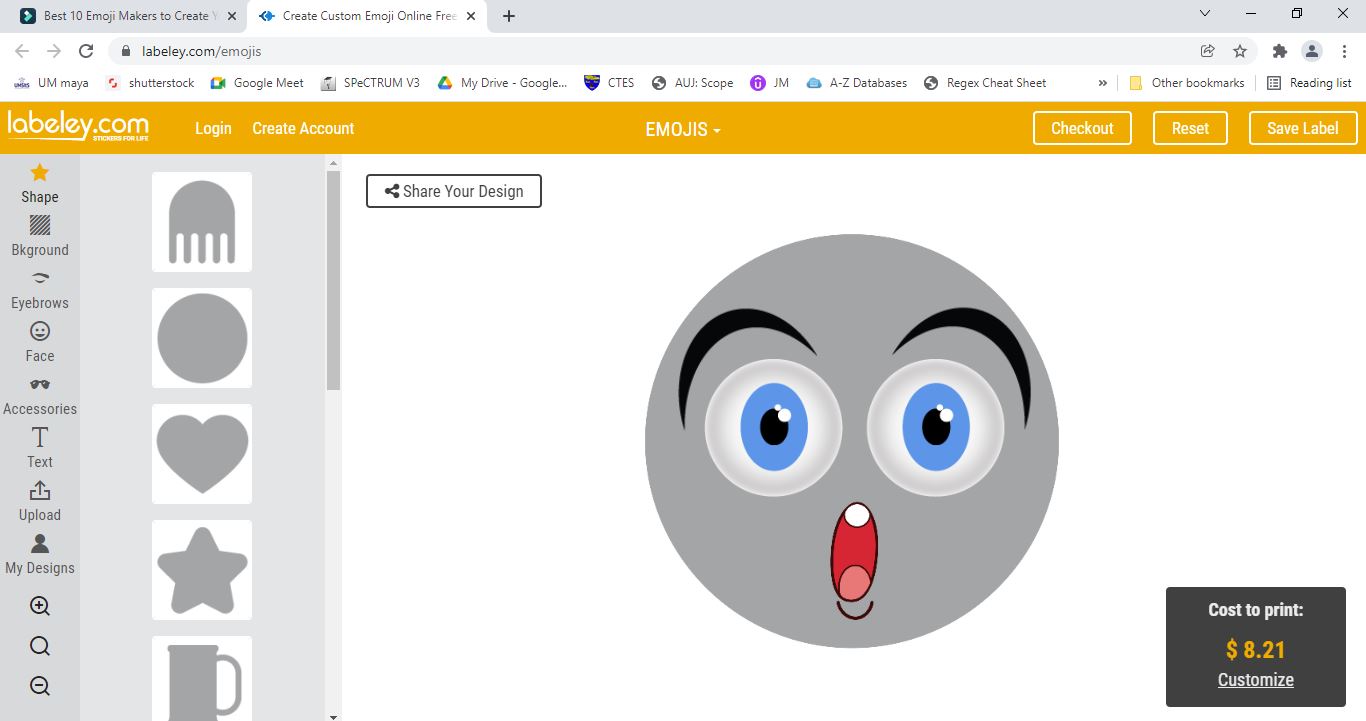 Best 10 Emoji Makers to Create Y
Create Custom Emoji Online Free
labeley.com/emojis
UM maya
shutterstock
Google Meet
SPeCTRUM V3
My Drive - Google...
CTES
AUJ: Scope
JM
A-Z Databases
Regex Cheat Sheet
»
Other bookmarks
Reading list
labeley.com
STICKERS FOR LIFE
Login
Create Account
EMOJIS
Checkout
Reset
Save Label
Shape
Bkground
Eyebrows
Face
Accessories
Text
Upload
My Designs
Share Your Design
Cost to print:
$ 8.21
Customize